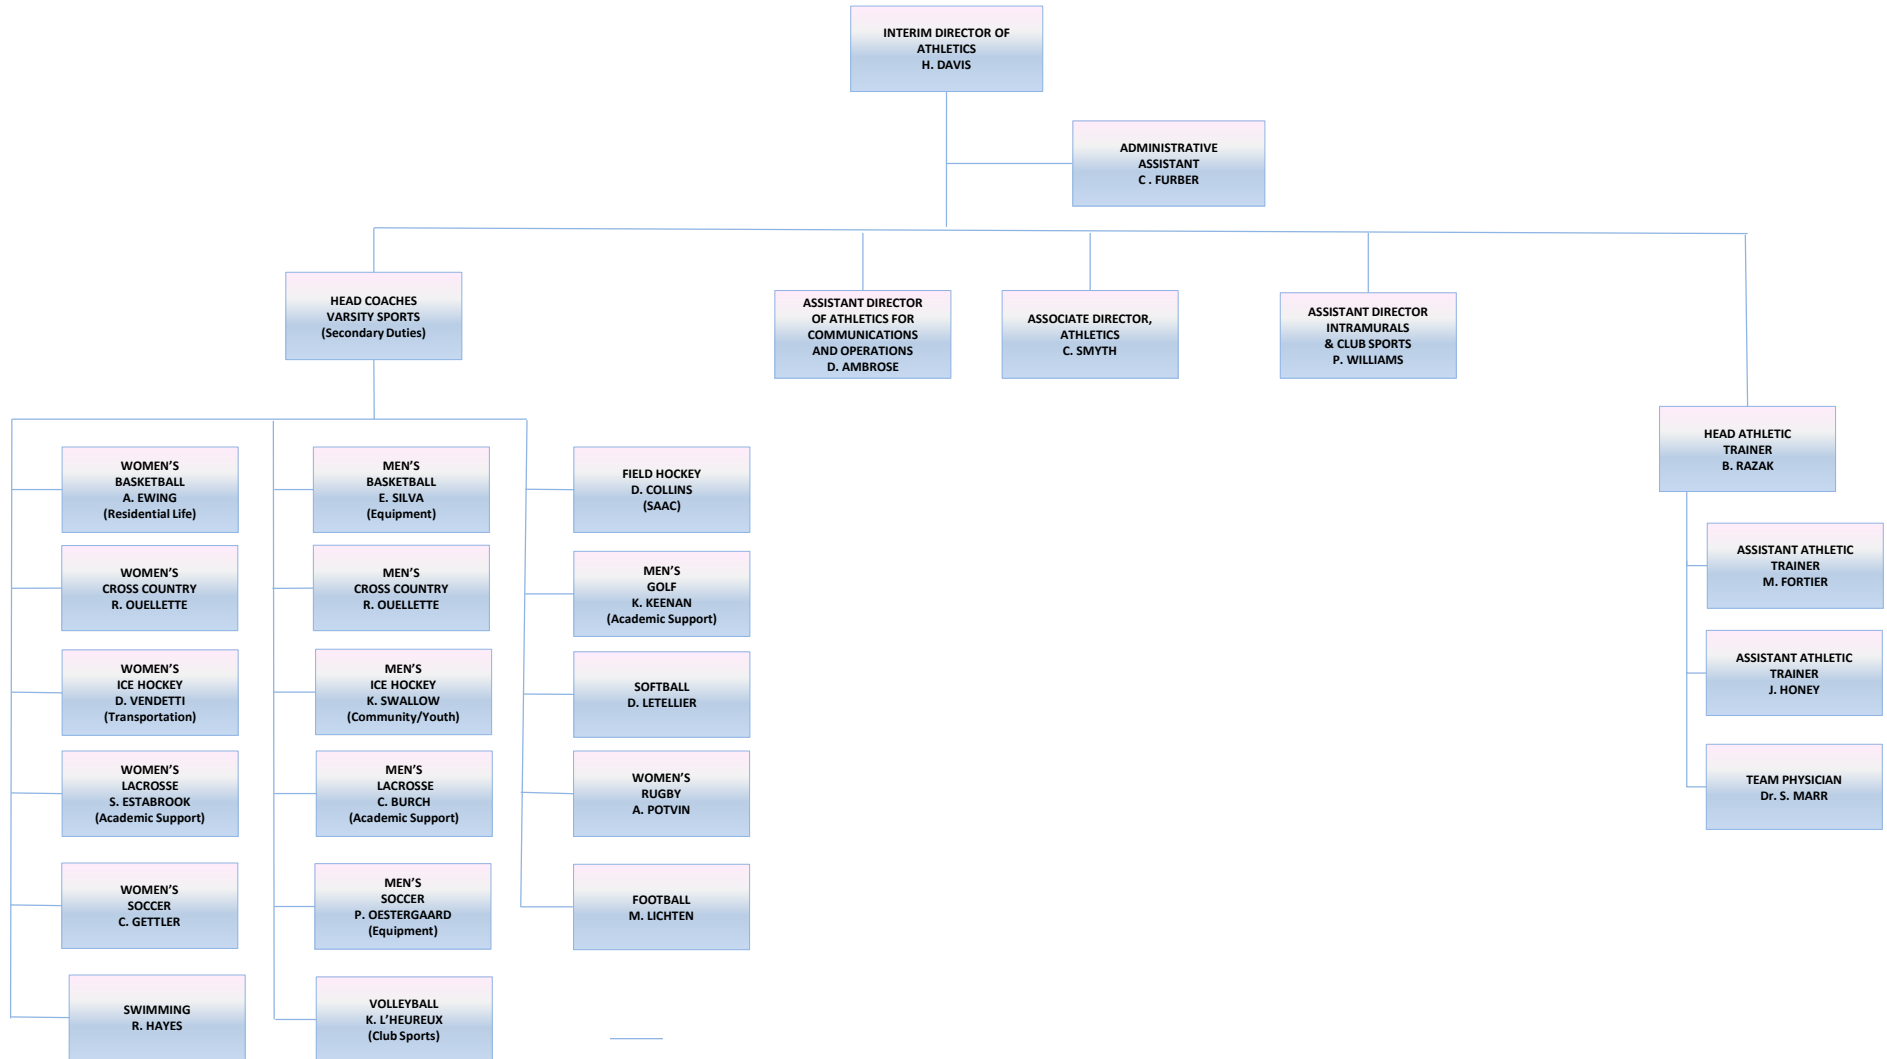 INTERIM DIRECTOR OF
ATHLETICS
H. DAVIS
ADMINISTRATIVE
ASSISTANT
C . FURBER
HEAD COACHES
VARSITY SPORTS
(Secondary Duties)
ASSISTANT DIRECTOR
OF ATHLETICS FOR
COMMUNICATIONS
AND OPERATIONS
D. AMBROSE
ASSOCIATE DIRECTOR,
ATHLETICS
C. SMYTH
ASSISTANT DIRECTOR
INTRAMURALS
& CLUB SPORTS
P. WILLIAMS
HEAD ATHLETIC
TRAINER
B. RAZAK
WOMEN'S
BASKETBALL
A. EWING
(Residential Life)
MEN'S
BASKETBALL
E. SILVA
(Equipment)
FIELD HOCKEY
D. COLLINS
(SAAC)
WOMEN'S
CROSS COUNTRY
R. OUELLETTE
MEN'S
CROSS COUNTRY
R. OUELLETTE
MEN'S
GOLF
K. KEENAN
(Academic Support)
WOMEN'S
ICE HOCKEY
D. VENDETTI
(Transportation)
MEN'S
ICE HOCKEY
K. SWALLOW
(Community/Youth)
SOFTBALL
D. LETELLIER
WOMEN'S
LACROSSE
S. ESTABROOK
(Academic Support)
MEN'S
LACROSSE
C. BURCH
(Academic Support)
WOMEN'S
RUGBY
A. POTVIN
WOMEN'S
SOCCER
C. GETTLER
MEN'S
SOCCER
P. OESTERGAARD
(Equipment)
FOOTBALL
M. LICHTEN
SWIMMING
R. HAYES
VOLLEYBALL
K. L'HEUREUX
(Club Sports)
ASSISTANT ATHLETIC
TRAINER
M. FORTIER
ASSISTANT ATHLETIC
TRAINER
J. HONEY
TEAM PHYSICIAN
Dr. S. MARR